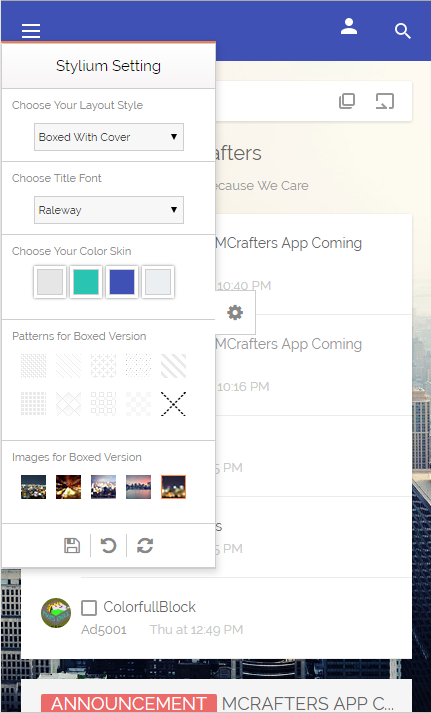 Stylium Setting
Choose Your Layout Style
Boxed With Cover
afters
Choose Title Font
ecause We Care
Raleway
MCrafters App Coming
Choose Your Color Skin
10:40 PM
Patterns for Boxed Version
MCrafters App Coming
10:16 PM
Images for Boxed Version
5 PM
s
5 PM
ColorfullBlock
Ad5001 Thu at 12:49 PM
ANNOUNCEMENT MCRAFTERS APP C...